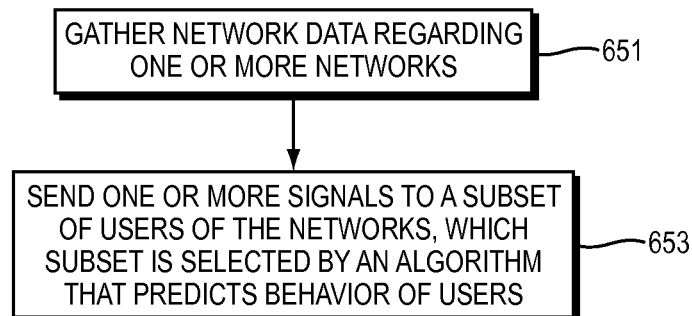 GATHER NETWORK DATA REGARDING
ONE OR MORE NETWORKS
651
SEND ONE OR MORE SIGNALS TO A SUBSET
OF USERS OF THE NETWORKS, WHICH
SUBSET IS SELECTED BY AN ALGORITHM
THAT PREDICTS BEHAVIOR OF USERS
653